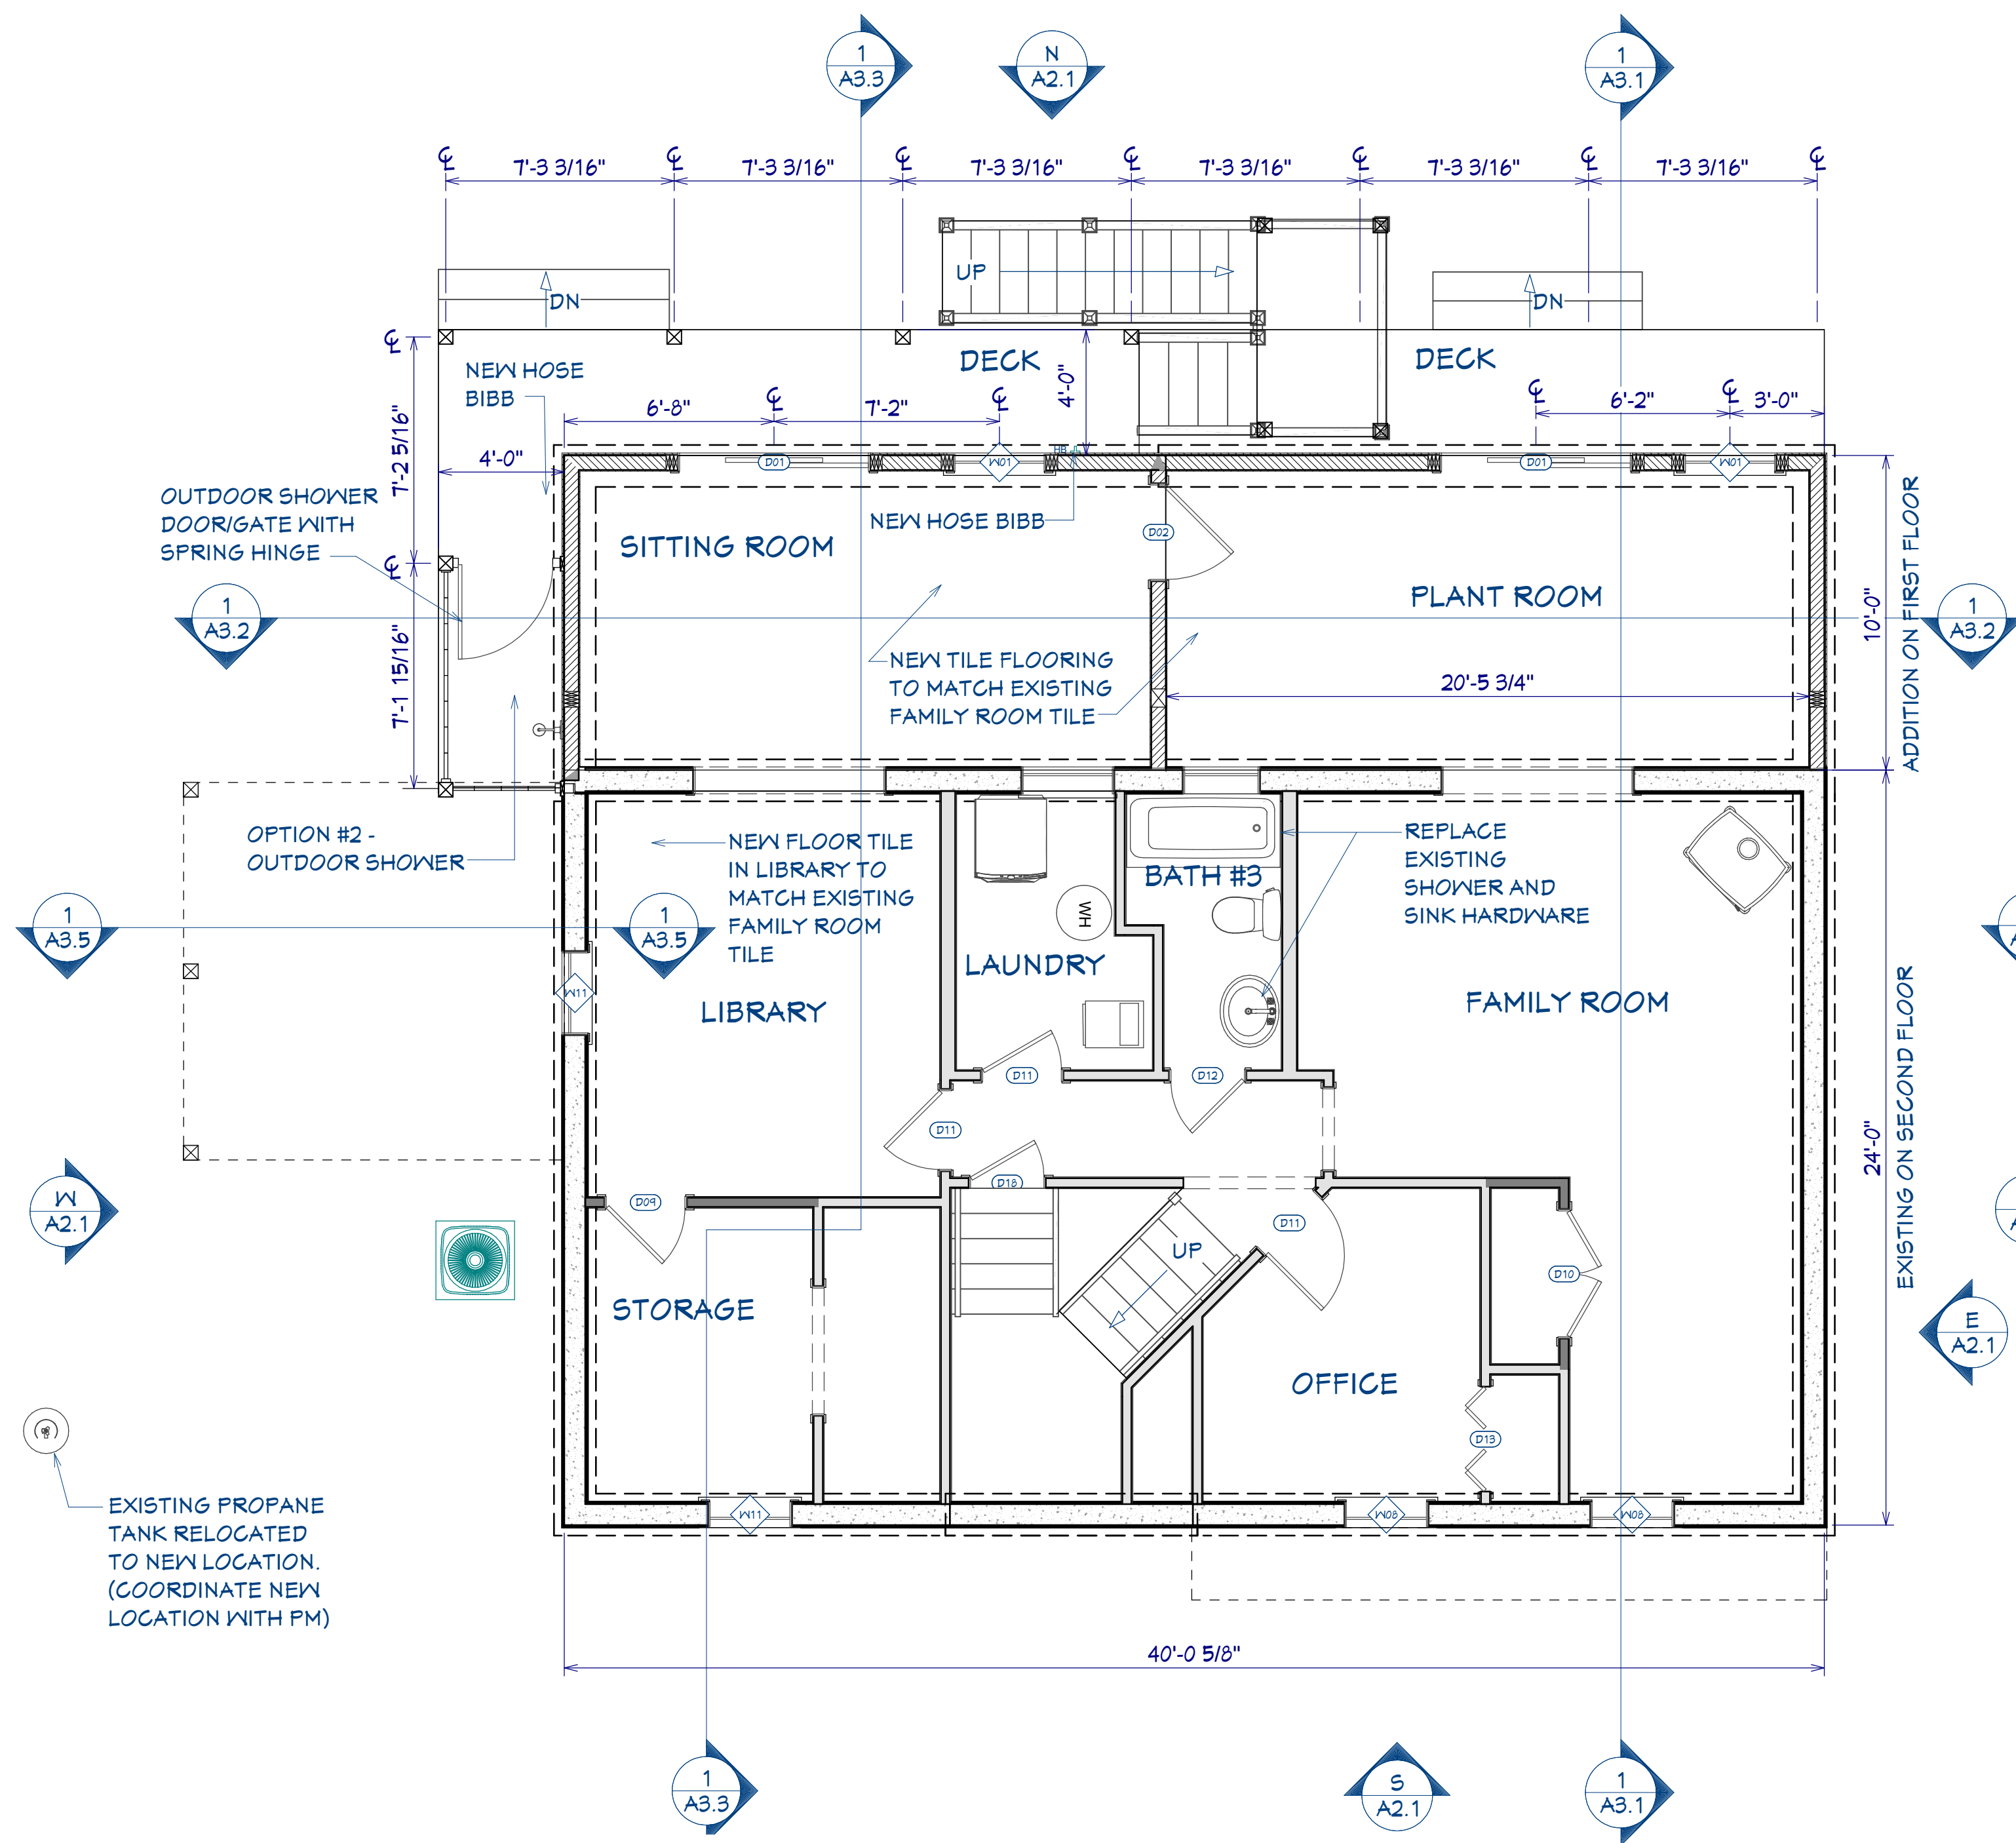 1
A3.3
N
A2.1
1
A3.1
℄
7'-3 3/16"
℄
7'-3 3/16"
℄
7'-3 3/16"
℄
7'-3 3/16"
℄
7'-3 3/16"
℄
7'-3 3/16"
℄
UP
DN
DN
℄
DECK
DECK
NEW HOSE
BIBB
4'-0"
6'-8"
℄
7'-2"
℄
℄
6'-2"
℄
3'-0"
7'-2 5/16"
4'-0"
HB
D01
W01
D01
W01
OUTDOOR SHOWER
DOOR/GATE WITH
SPRING HINGE
℄
NEW HOSE BIBB
D02
SITTING ROOM
PLANT ROOM
1
A3.2
1
A3.2
10'-0"
ADDITION ON FIRST FLOOR
7'-1 15/16"
NEW TILE FLOORING
TO MATCH EXISTING
FAMILY ROOM TILE
20'-5 3/4"
OPTION #2 -
OUTDOOR SHOWER
NEW FLOOR TILE
IN LIBRARY TO
MATCH EXISTING
FAMILY ROOM
TILE
REPLACE
EXISTING
SHOWER AND
SINK HARDWARE
BATH #3
WH
1
A3.5
1
A3.5
LAUNDRY
W11
LIBRARY
FAMILY ROOM
D11
D12
D11
24'-0"
EXISTING ON SECOND FLOOR
D18
W
A2.1
D09
D11
UP
D10
STORAGE
E
A2.1
OFFICE
D13
EXISTING PROPANE
TANK RELOCATED
TO NEW LOCATION.
(COORDINATE NEW
LOCATION WITH PM)
W11
W08
W08
40'-0 5/8"
1
A3.3
S
A2.1
1
A3.1